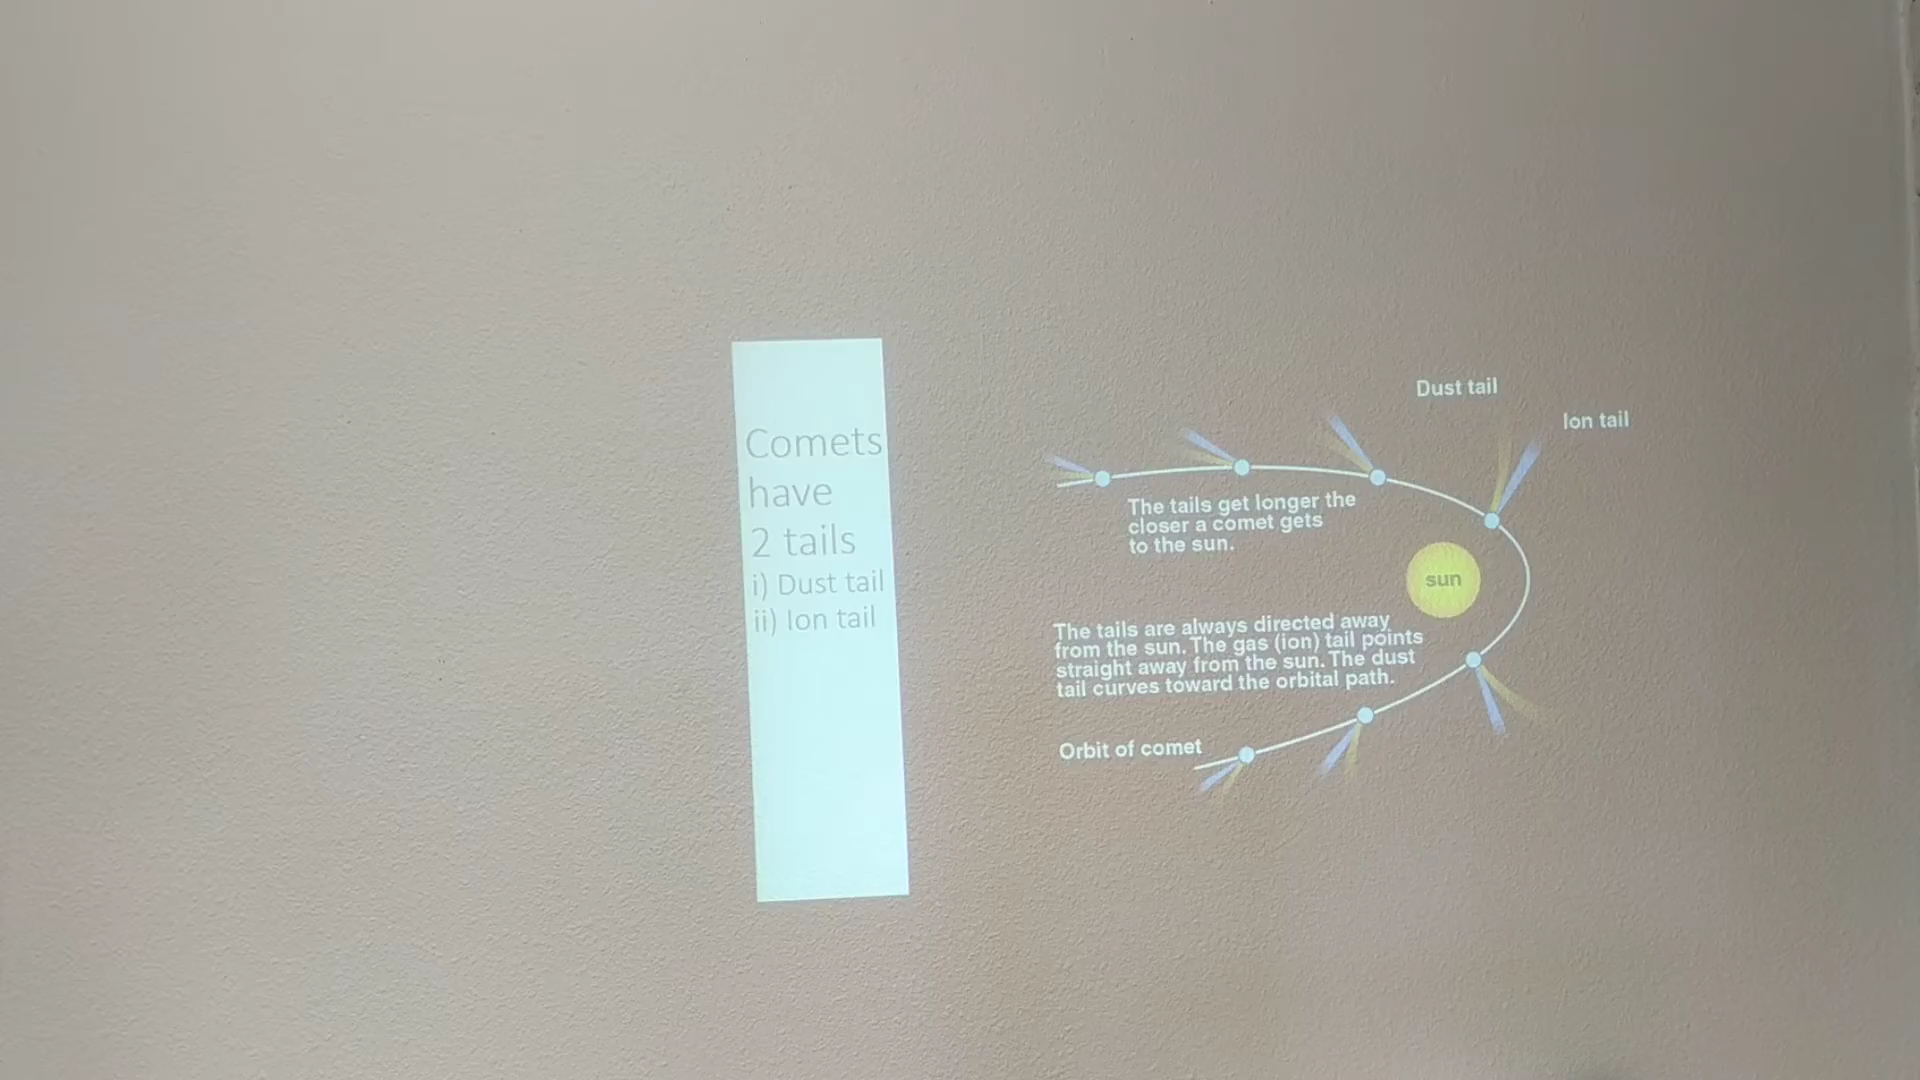 Comets
have
2 tails
i) Dust tail
ii) Ion tail
Dust tail
Ion tail
The tails get longer the
closer a comet gets
to the sun.
sun
The tails are always directed away
from the sun. The gas (ion) tail points
straight away from the sun. The dust
tail curves toward the orbital path.
Orbit of comet